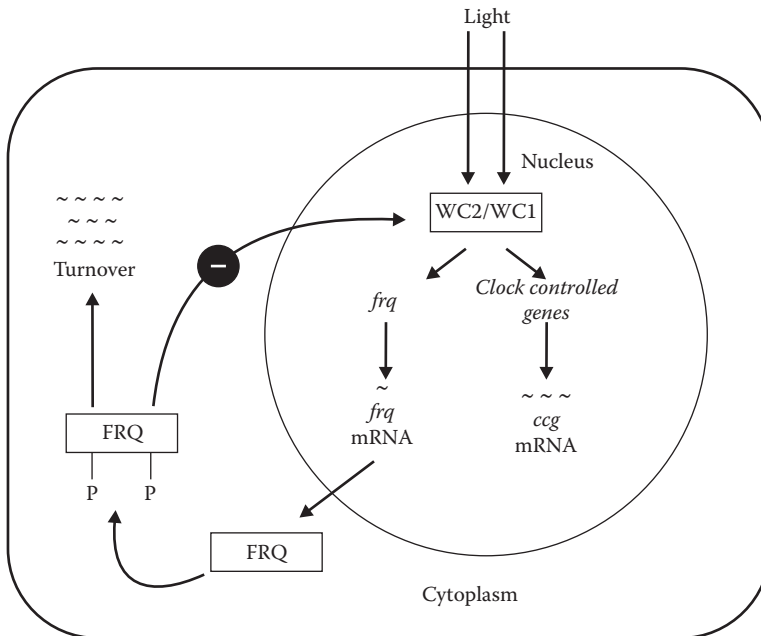 Light
Nucleus
WC2/WC1
~ ~ ~ ~
~ ~ ~
~ ~ ~ ~
Turnover
–
frq
Clock controlled
genes
~
frq
mRNA
~ ~ ~
ccg
mRNA
FRQ
P P
FRQ
Cytoplasm